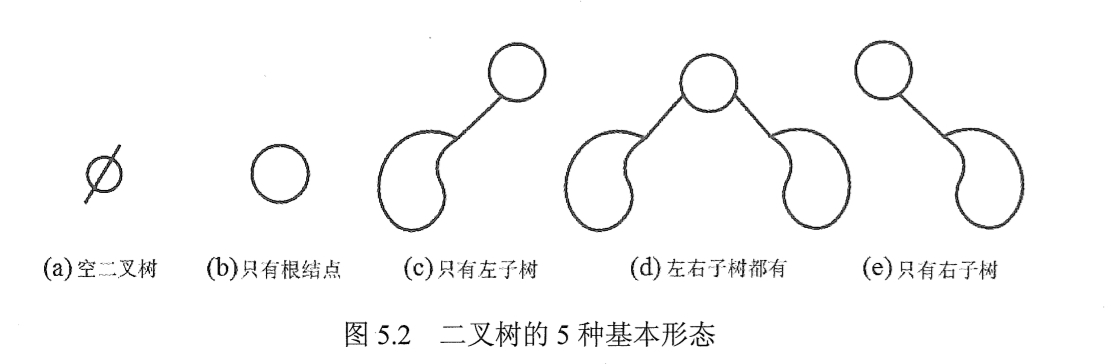 (a) 空二叉树 (b) 只有根结点 (c) 只有左子树 (d) 左右子树都有 (e) 只有右子树
图 5.2 二叉树的 5 种基本形态